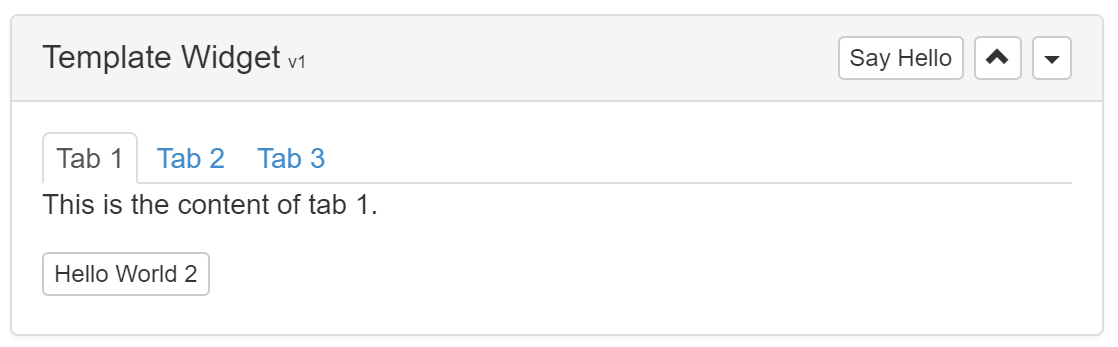 Template Widget v1 Say Hello
Tab 1 Tab 2 Tab 3
This is the content of tab 1.
Hello World 2